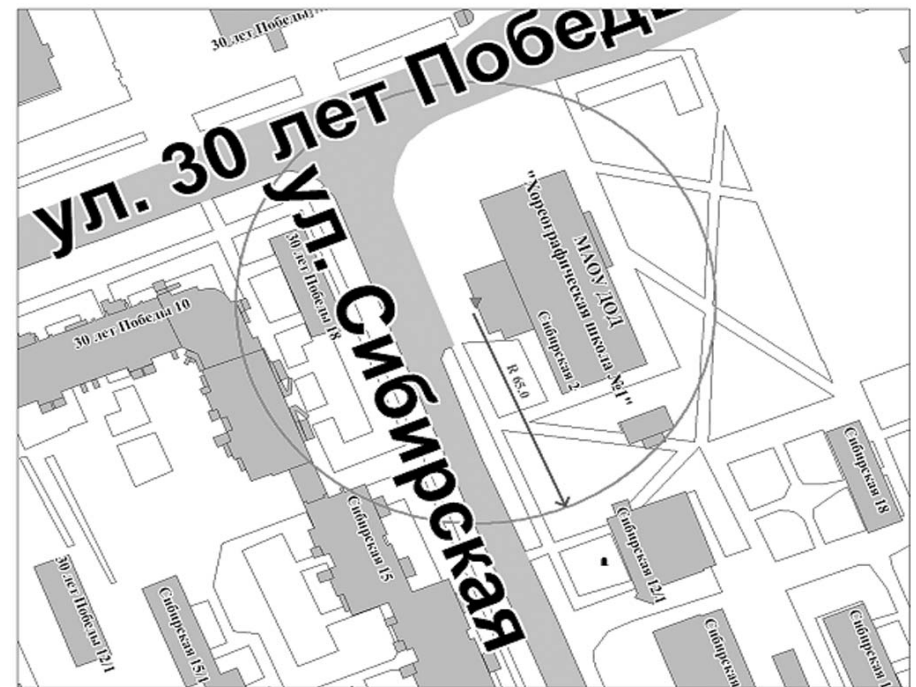 30 лет Победы
ул. 30 лет Победы
ул. Сибирская
30 лет Победы 18
30 лет Победы 10
МАОУ ДОД
"Хореографическая школа №1"
Сибирская 2
R 65.0
Сибирская 18
Сибирская 12/1
Сибирская 15
30 лет Победы 12/1
Сибирская 15/1
Сибирская
Сибирская